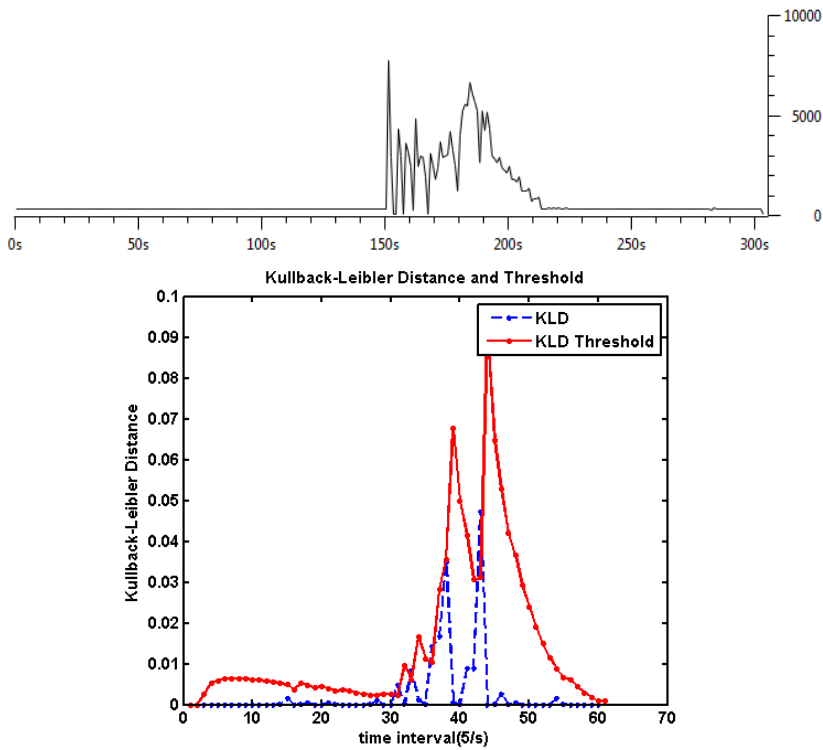 10000
5000
0
0s 50s 100s 150s 200s 250s 300s
Kullback-Leibler Distance and Threshold
0.1
0.09
0.08
0.07
0.06
0.05
0.04
0.03
0.02
0.01
0
Kullback-Leibler Distance
KLD
KLD Threshold
0 10 20 30 40 50 60 70
time interval(5/s)